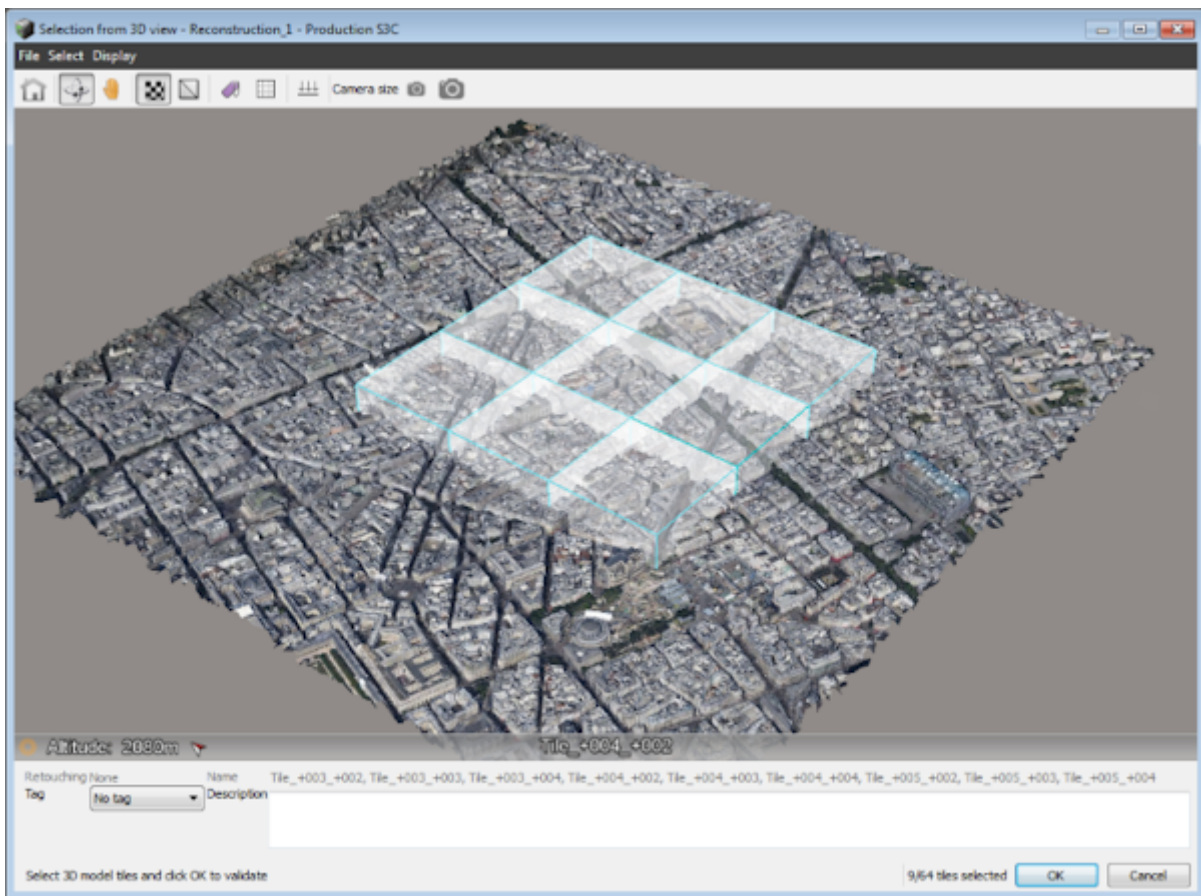 Selection from 3D view - Reconstruction_1 - Production S3C
File Select Display
Camera size
Altitude: 2080m
Tile_+004_+002
Retouching None Name Tile_+003_+002, Tile_+003_+003, Tile_+003_+004, Tile_+004_+002, Tile_+004_+003, Tile_+004_+004, Tile_+005_+002, Tile_+005_+003, Tile_+005_+004
Tag No tag Description
Select 3D model tiles and click OK to validate 9/64 tiles selected OK Cancel